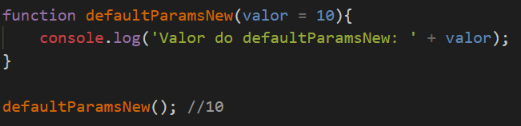 function defaultParamsNew(valor = 10){
    console.log('Valor do defaultParamsNew: ' + valor);
}
defaultParamsNew(); //10